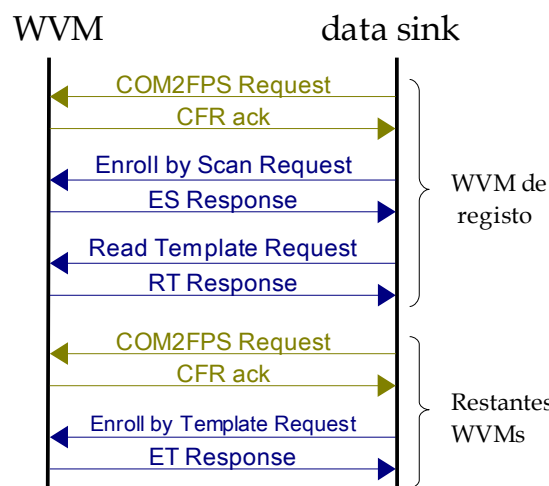 WVM
data sink
COM2FPS Request
CFR ack
Enroll by Scan Request
ES Response
Read Template Request
RT Response
WVM de
registo
COM2FPS Request
CFR ack
Enroll by Template Request
ET Response
Restantes
WVMs